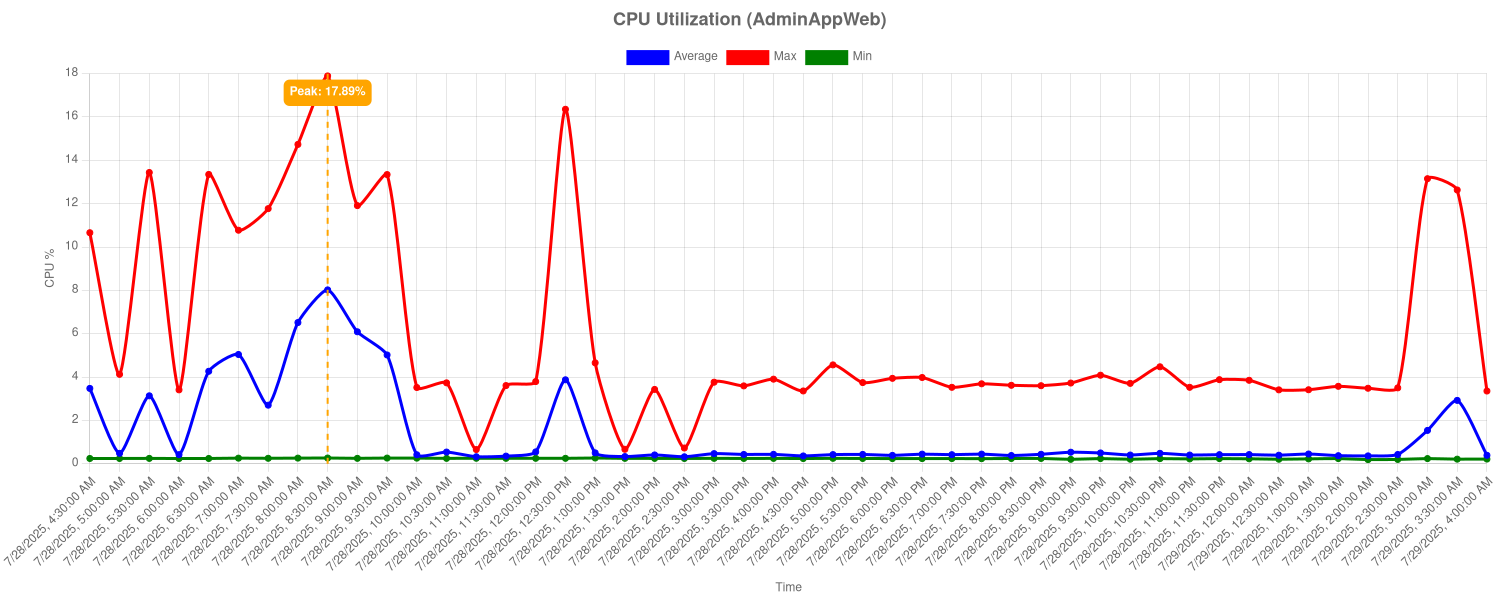 CPU Utilization (AdminAppWeb)
Average
Max
Min
Peak: 17.89%
18
16
14
12
10
8
6
4
2
0
CPU %
7/28/2025, 4:30:00 AM
7/28/2025, 5:00:00 AM
7/28/2025, 5:30:00 AM
7/28/2025, 6:00:00 AM
7/28/2025, 6:30:00 AM
7/28/2025, 7:00:00 AM
7/28/2025, 7:30:00 AM
7/28/2025, 8:00:00 AM
7/28/2025, 8:30:00 AM
7/28/2025, 9:00:00 AM
7/28/2025, 9:30:00 AM
7/28/2025, 10:00:00 AM
7/28/2025, 10:30:00 AM
7/28/2025, 11:00:00 AM
7/28/2025, 11:30:00 AM
7/28/2025, 12:00:00 PM
7/28/2025, 12:30:00 PM
7/28/2025, 1:00:00 PM
7/28/2025, 1:30:00 PM
7/28/2025, 2:00:00 PM
7/28/2025, 2:30:00 PM
7/28/2025, 3:00:00 PM
7/28/2025, 3:30:00 PM
7/28/2025, 4:00:00 PM
7/28/2025, 4:30:00 PM
7/28/2025, 5:00:00 PM
7/28/2025, 5:30:00 PM
7/28/2025, 6:00:00 PM
7/28/2025, 6:30:00 PM
7/28/2025, 7:00:00 PM
7/28/2025, 7:30:00 PM
7/28/2025, 8:00:00 PM
7/28/2025, 8:30:00 PM
7/28/2025, 9:00:00 PM
7/28/2025, 9:30:00 PM
7/28/2025, 10:00:00 PM
7/28/2025, 10:30:00 PM
7/28/2025, 11:00:00 PM
7/28/2025, 11:30:00 PM
7/29/2025, 12:00:00 AM
7/29/2025, 12:30:00 AM
7/29/2025, 1:00:00 AM
7/29/2025, 1:30:00 AM
7/29/2025, 2:00:00 AM
7/29/2025, 2:30:00 AM
7/29/2025, 3:00:00 AM
7/29/2025, 3:30:00 AM
7/29/2025, 4:00:00 AM
Time